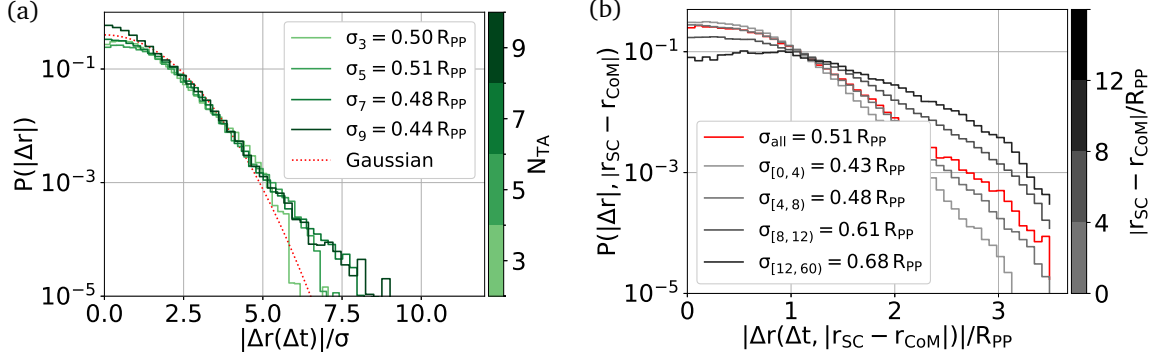 (a)
P(|Δr|)
10⁻¹
10⁻³
10⁻⁵
0.0 2.5 5.0 7.5 10.0
|Δr(Δt)|/σ
σ₃ = 0.50 R_PP
σ₅ = 0.51 R_PP
σ₇ = 0.48 R_PP
σ₉ = 0.44 R_PP
Gaussian
9
7
5
3
N_TA
(b)
P(|Δr|, |r_SC − r_CoM|)
10⁻¹
10⁻³
10⁻⁵
0 1 2 3
|Δr(Δt, |r_SC − r_CoM|)|/R_PP
σ_all = 0.51 R_PP
σ_[0, 4) = 0.43 R_PP
σ_[4, 8) = 0.48 R_PP
σ_[8, 12) = 0.61 R_PP
σ_[12, 60) = 0.68 R_PP
12
8
4
0
|r_SC − r_CoM|/R_PP